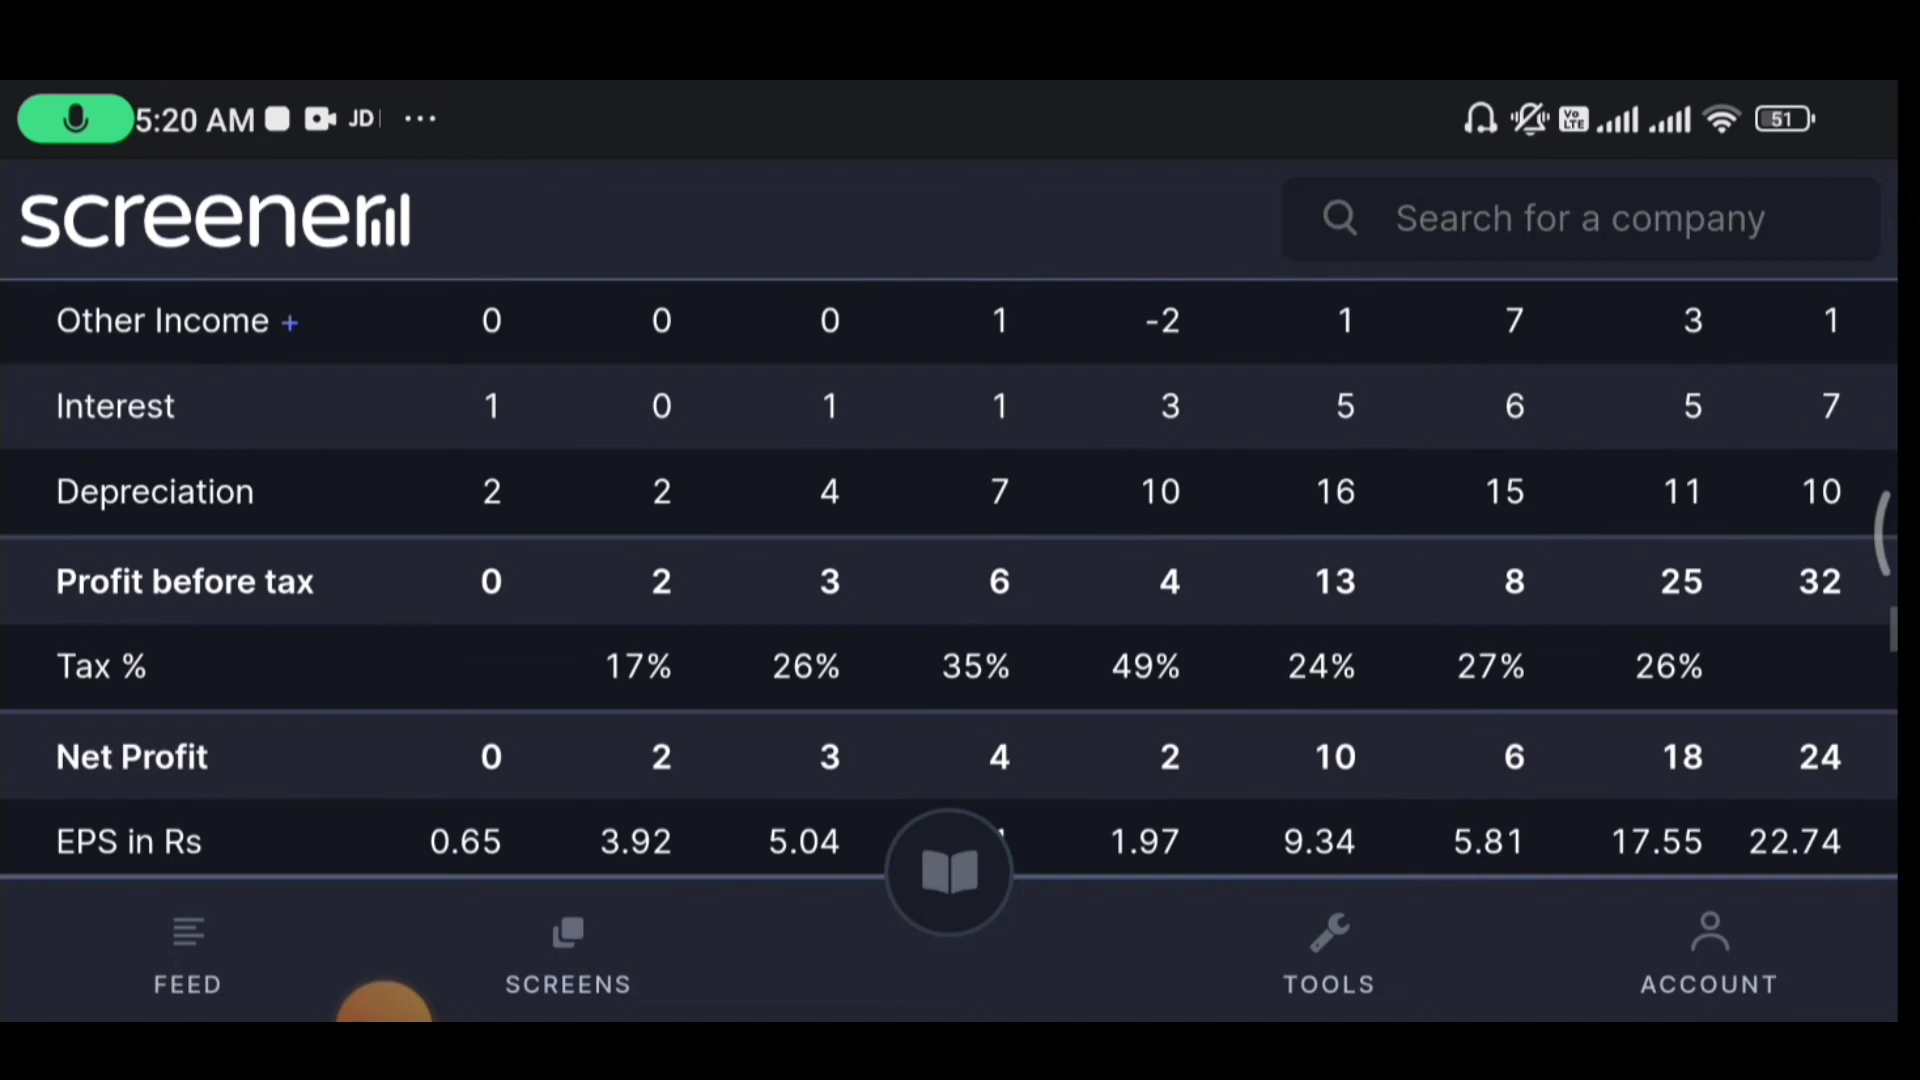 5:20 AM JD ...
Vo LTE 51
screener
Search for a company
Other Income + 0 0 0 1 -2 1 7 3 1
Interest 1 0 1 1 3 5 6 5 7
Depreciation 2 2 4 7 10 16 15 11 10
Profit before tax 0 2 3 6 4 13 8 25 32
Tax % 17% 26% 35% 49% 24% 27% 26%
Net Profit 0 2 3 4 2 10 6 18 24
EPS in Rs 0.65 3.92 5.04 1.97 9.34 5.81 17.55 22.74
FEED SCREENS TOOLS ACCOUNT